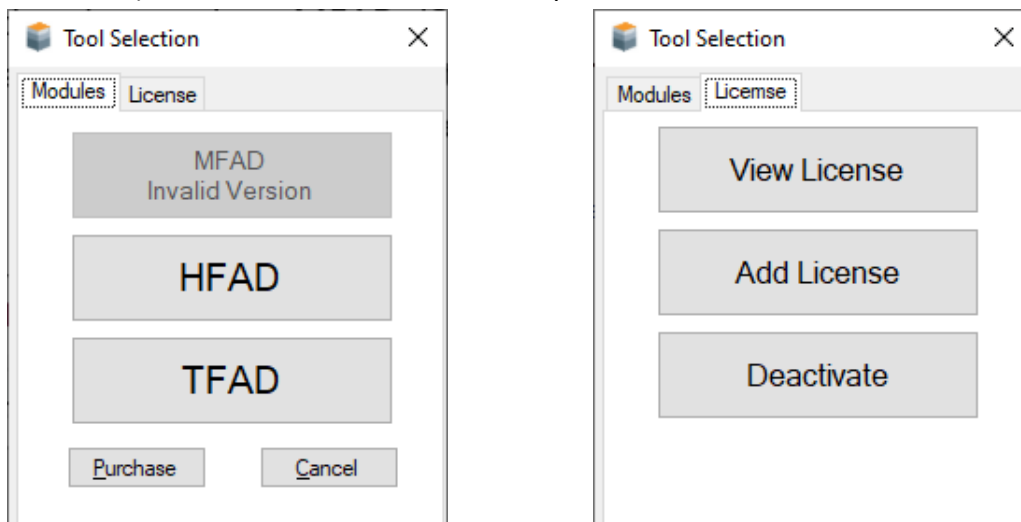 Tool Selection
Modules License
MFAD
Invalid Version
HFAD
TFAD
Purchase Cancel
Tool Selection
Modules Licemse
View License
Add License
Deactivate